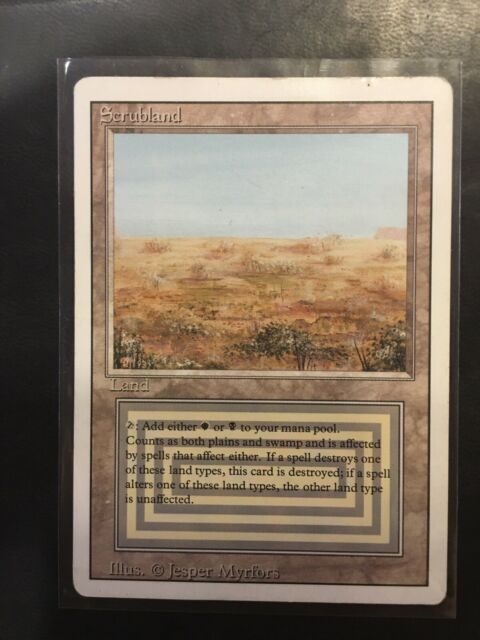 Scrubland
Land
: Add either or to your mana pool.
Counts as both plains and swamp and is affected
by spells that affect either. If a spell destroys one
of these land types, this card is destroyed; if a spell
alters one of these land types, the other land type
is unaffected.
Illus. © Jesper Myrfors